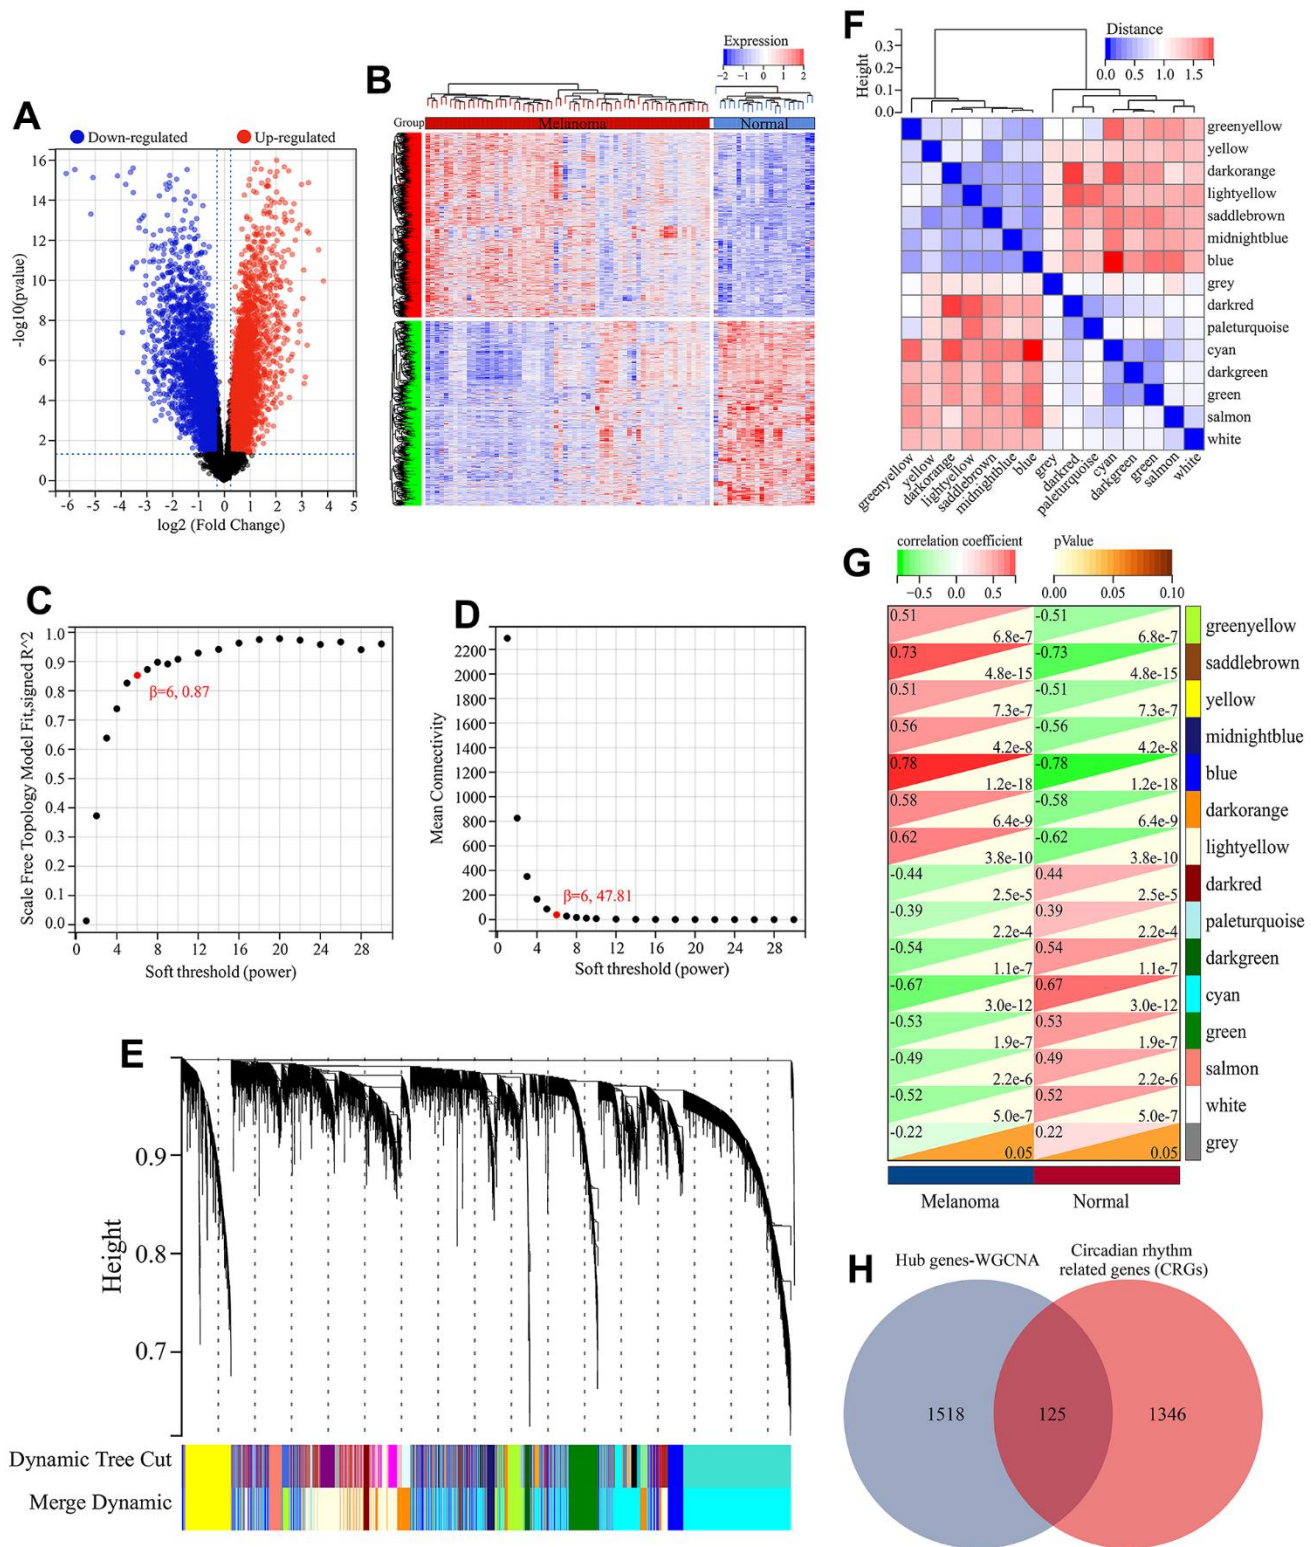 A
Down-regulated
Up-regulated
16
14
12
10
8
6
4
2
0
-log10(pvalue)
-6 -5 -4 -3 -2 -1 0 1 2 3 4 5
log2 (Fold Change)
B
Expression
−2 −1 0 1 2
Group
Melanoma
Normal
C
1.0
0.9
0.8
0.7
0.6
0.5
0.4
0.3
0.2
0.1
0.0
Scale Free Topology Model Fit,signed R^2
β=6, 0.87
0 4 8 12 16 20 24 28
Soft threshold (power)
D
2200
2000
1800
1600
1400
1200
1000
800
600
400
200
0
Mean Connectivity
β=6, 47.81
0 4 8 12 16 20 24 28
Soft threshold (power)
E
0.9
0.8
0.7
Height
Dynamic Tree Cut
Merge Dynamic
F
Height
0.3
0.2
0.1
0.0
Distance
0.0 0.5 1.0 1.5
greenyellow
yellow
darkorange
lightyellow
saddlebrown
midnightblue
blue
grey
darkred
paleturquoise
cyan
darkgreen
green
salmon
white
greenyellow
yellow
darkorange
lightyellow
saddlebrown
midnightblue
blue
grey
darkred
paleturquoise
cyan
darkgreen
green
salmon
white
G
correlation coefficient
−0.5 0.0 0.5
pValue
0.00 0.05 0.10
0.51 6.8e-7 -0.51 6.8e-7 greenyellow
0.73 4.8e-15 -0.73 4.8e-15 saddlebrown
0.51 7.3e-7 -0.51 7.3e-7 yellow
0.56 4.2e-8 -0.56 4.2e-8 midnightblue
0.78 1.2e-18 -0.78 1.2e-18 blue
0.58 6.4e-9 -0.58 6.4e-9 darkorange
0.62 3.8e-10 -0.62 3.8e-10 lightyellow
-0.44 2.5e-5 0.44 2.5e-5 darkred
-0.39 2.2e-4 0.39 2.2e-4 paleturquoise
-0.54 1.1e-7 0.54 1.1e-7 darkgreen
-0.67 3.0e-12 0.67 3.0e-12 cyan
-0.53 1.9e-7 0.53 1.9e-7 green
-0.49 2.2e-6 0.49 2.2e-6 salmon
-0.52 5.0e-7 0.52 5.0e-7 white
-0.22 0.05 0.22 0.05 grey
Melanoma Normal
H
Hub genes-WGCNA
Circadian rhythm
related genes (CRGs)
1518
125
1346